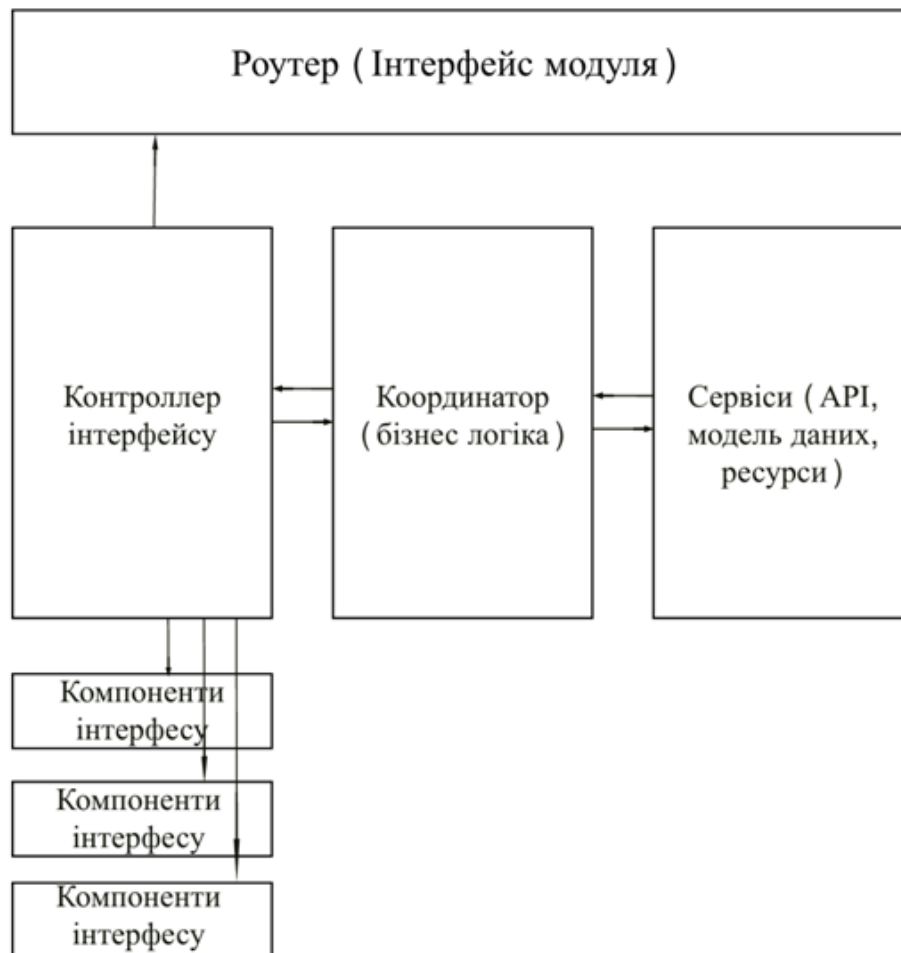 Роутер ( Інтерфейс модуля )
Контроллер
інтерфейсу
Координатор
( бізнес логіка )
Сервіси ( API,
модель даних,
ресурси )
Компоненти
інтерфесу
Компоненти
інтерфесу
Компоненти
інтерфесу